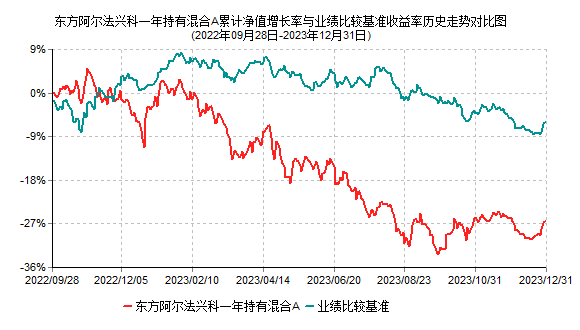 东方阿尔法兴科一年持有混合A累计净值增长率与业绩比较基准收益率历史走势对比图
(2022年09月28日-2023年12月31日)
9%
0%
-9%
-18%
-27%
-36%
2022/09/28 2022/12/05 2023/02/10 2023/04/14 2023/06/20 2023/08/23 2023/10/31 2023/12/31
东方阿尔法兴科一年持有混合A 业绩比较基准